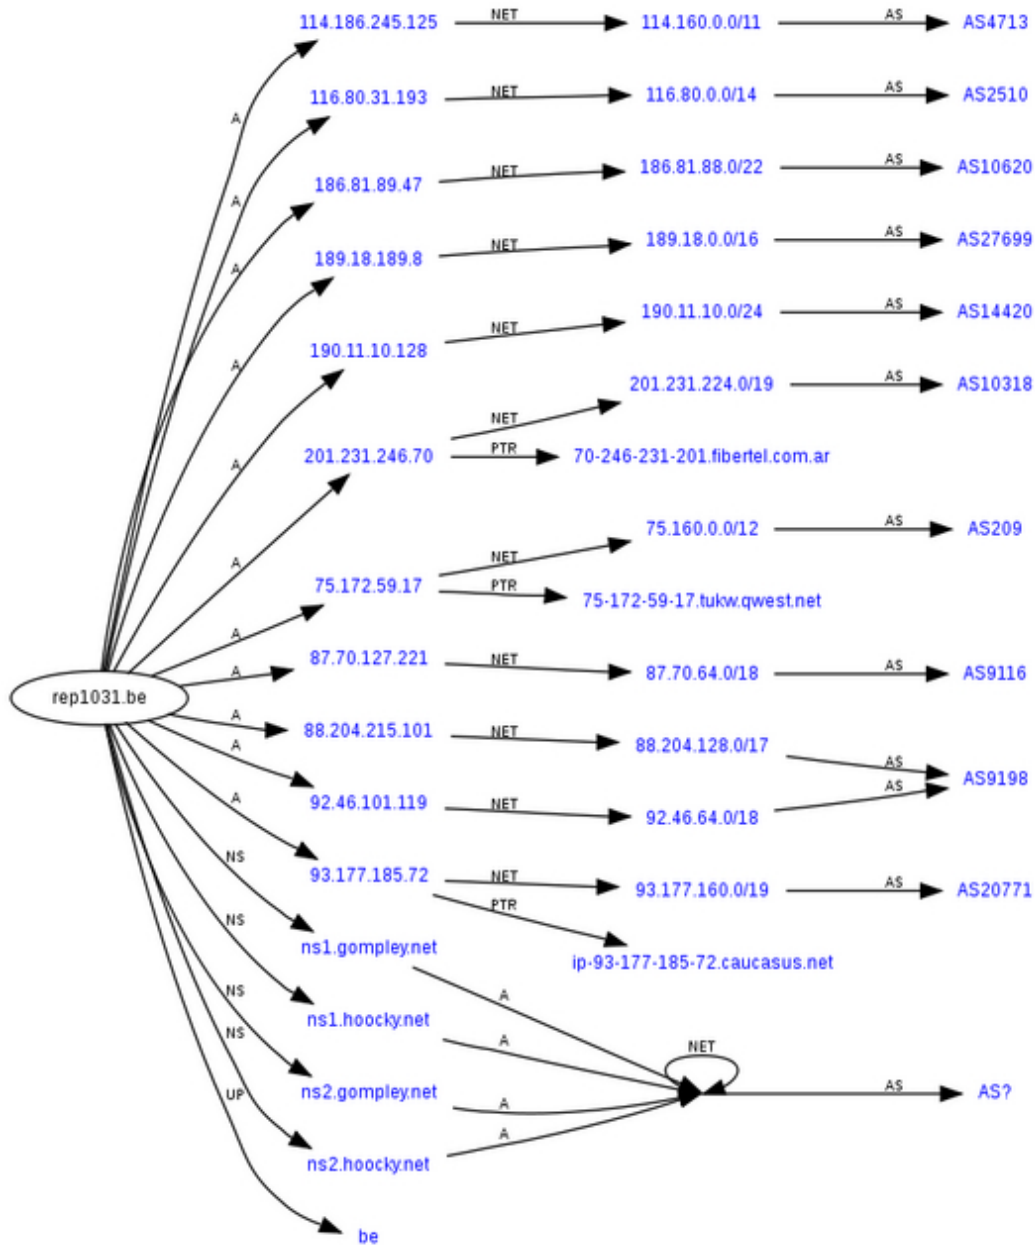 114.186.245.125 NET 114.160.0.0/11 AS AS4713
A 116.80.31.193 NET 116.80.0.0/14 AS AS2510
A 186.81.89.47 NET 186.81.88.0/22 AS AS10620
A 189.18.189.8 NET 189.18.0.0/16 AS AS27699
A 190.11.10.128 NET 190.11.10.0/24 AS AS14420
201.231.224.0/19 AS AS10318
A 201.231.246.70 NET
PTR 70-246-231-201.fibertel.com.ar
75.160.0.0/12 AS AS209
A 75.172.59.17 NET
PTR 75-172-59-17.tukw.qwest.net
A 87.70.127.221 NET 87.70.64.0/18 AS AS9116
rep1031.be A
A 88.204.215.101 NET 88.204.128.0/17 AS
A 92.46.101.119 NET 92.46.64.0/18 AS AS9198
A 93.177.185.72 NET 93.177.160.0/19 AS AS20771
PTR ip-93-177-185-72.caucasus.net
NS ns1.gompley.net A
NS ns1.hoocky.net A NET
NS ns2.gompley.net A AS AS?
NS ns2.hoocky.net A
UP be